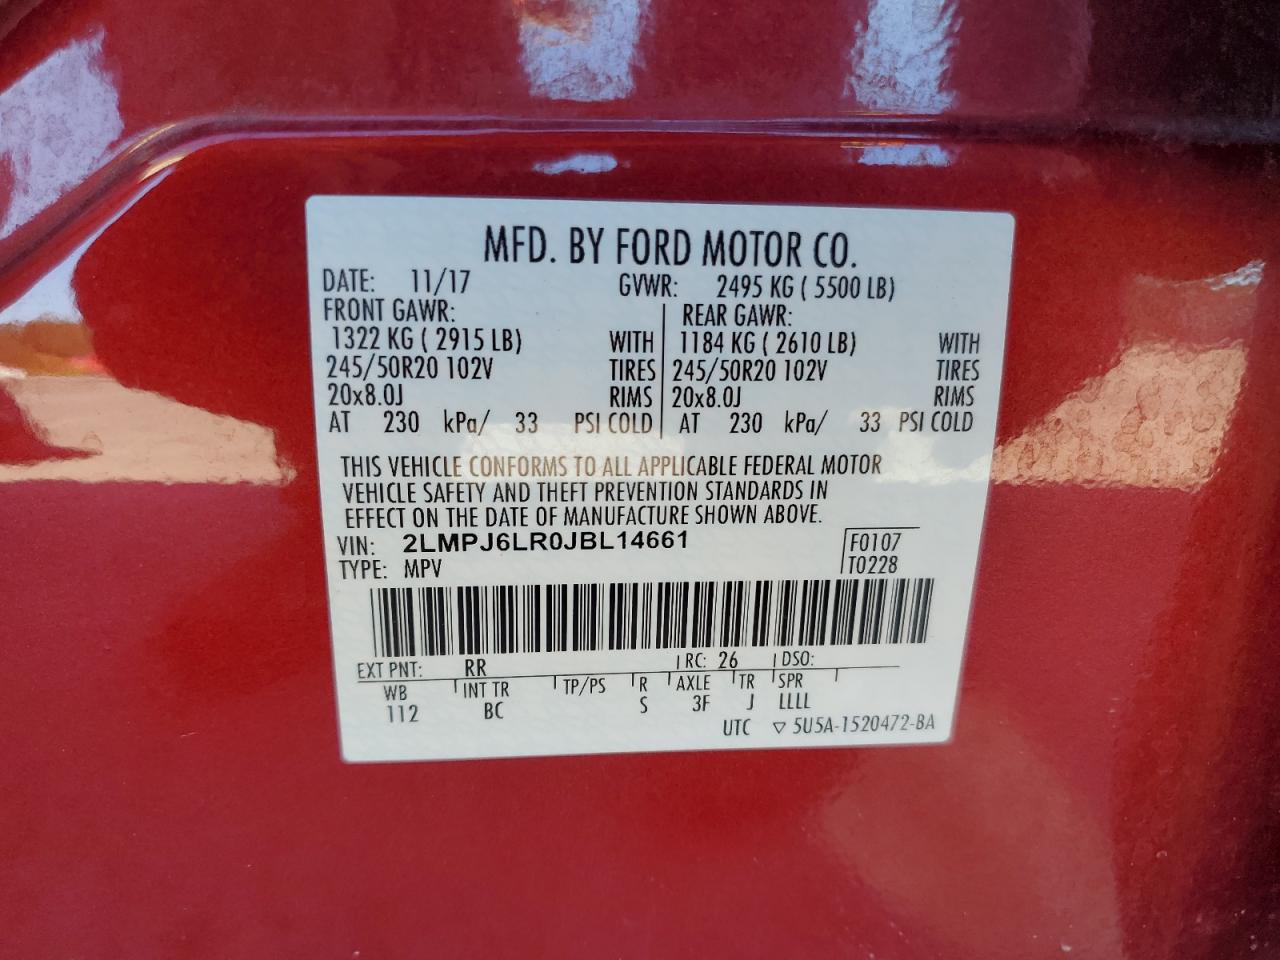 MFD. BY FORD MOTOR CO.
DATE: 11/17 GVWR: 2495 KG ( 5500 LB)
FRONT GAWR: REAR GAWR:
1322 KG ( 2915 LB) WITH 1184 KG ( 2610 LB) WITH
245/50R20 102V TIRES 245/50R20 102V TIRES
20x8.0J RIMS 20x8.0J RIMS
AT 230 kPa/ 33 PSI COLD AT 230 kPa/ 33 PSI COLD
THIS VEHICLE CONFORMS TO ALL APPLICABLE FEDERAL MOTOR
VEHICLE SAFETY AND THEFT PREVENTION STANDARDS IN
EFFECT ON THE DATE OF MANUFACTURE SHOWN ABOVE.
VIN: 2LMPJ6LR0JBL14661 F0107
TYPE: MPV T0228
EXT PNT: RR RC: 26 DSO:
WB INT TR TP/PS R AXLE TR SPR
112 BC S 3F J LLLL
UTC ▽ 5U5A-1520472-BA